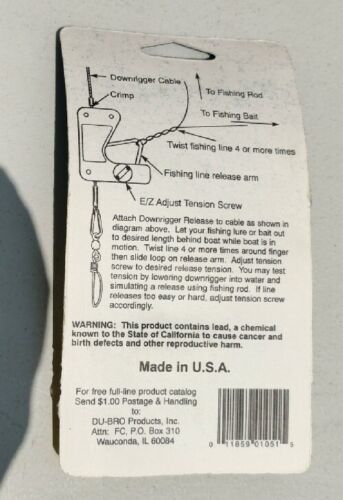 Downrigger Cable
Crimp
To Fishing Rod
To Fishing Bait
Twist fishing line 4 or more times
Fishing line release arm
E/Z Adjust Tension Screw
Attach Downrigger Release to cable as shown in
diagram above. Let your fishing lure or bait out
to desired length behind boat while boat is in
motion. Twist line 4 or more times around finger
then slide loop on release arm. Adjust tension
screw to desired release tension. You may test
tension by lowering downrigger into water and
simulating a release using fishing rod. If line
releases too easy or hard, adjust tension screw
accordingly.
WARNING: This product contains lead, a chemical
known to the State of California to cause cancer and
birth defects and other reproductive harm.
Made in U.S.A.
For free full-line product catalog
Send $1.00 Postage & Handling
to:
DU-BRO Products, Inc.
Attn: FC, P.O. Box 310
Wauconda, IL 60084
0 11859 01051 5